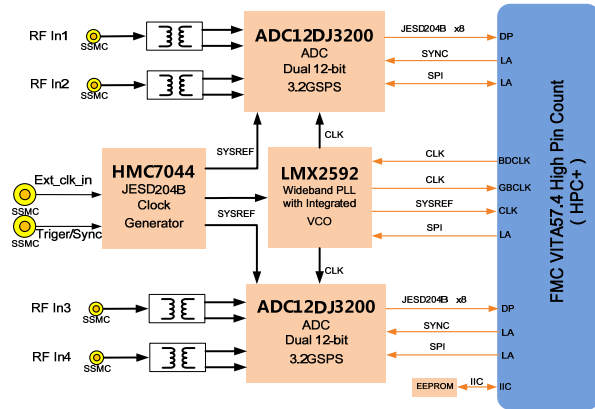 RF In1
SSMC
RF In2
SSMC
ADC12DJ3200
ADC
Dual 12-bit
3.2GSPS
JESD204B x8
SYNC
SPI
DP
LA
LA
SYSREF
CLK
Ext_clk_in
SSMC
Triger/Sync
SSMC
HMC7044
JESD204B
Clock
Generator
SYSREF
LMX2592
Wideband PLL
with Integrated
VCO
CLK
CLK
SYSREF
SPI
BDCLK
GBCLK
CLK
LA
CLK
FMC VITA57.4 High Pin Count
( HPC+ )
RF In3
SSMC
RF In4
SSMC
ADC12DJ3200
ADC
Dual 12-bit
3.2GSPS
JESD204B x8
SYNC
SPI
DP
LA
LA
EEPROM
IIC
IIC